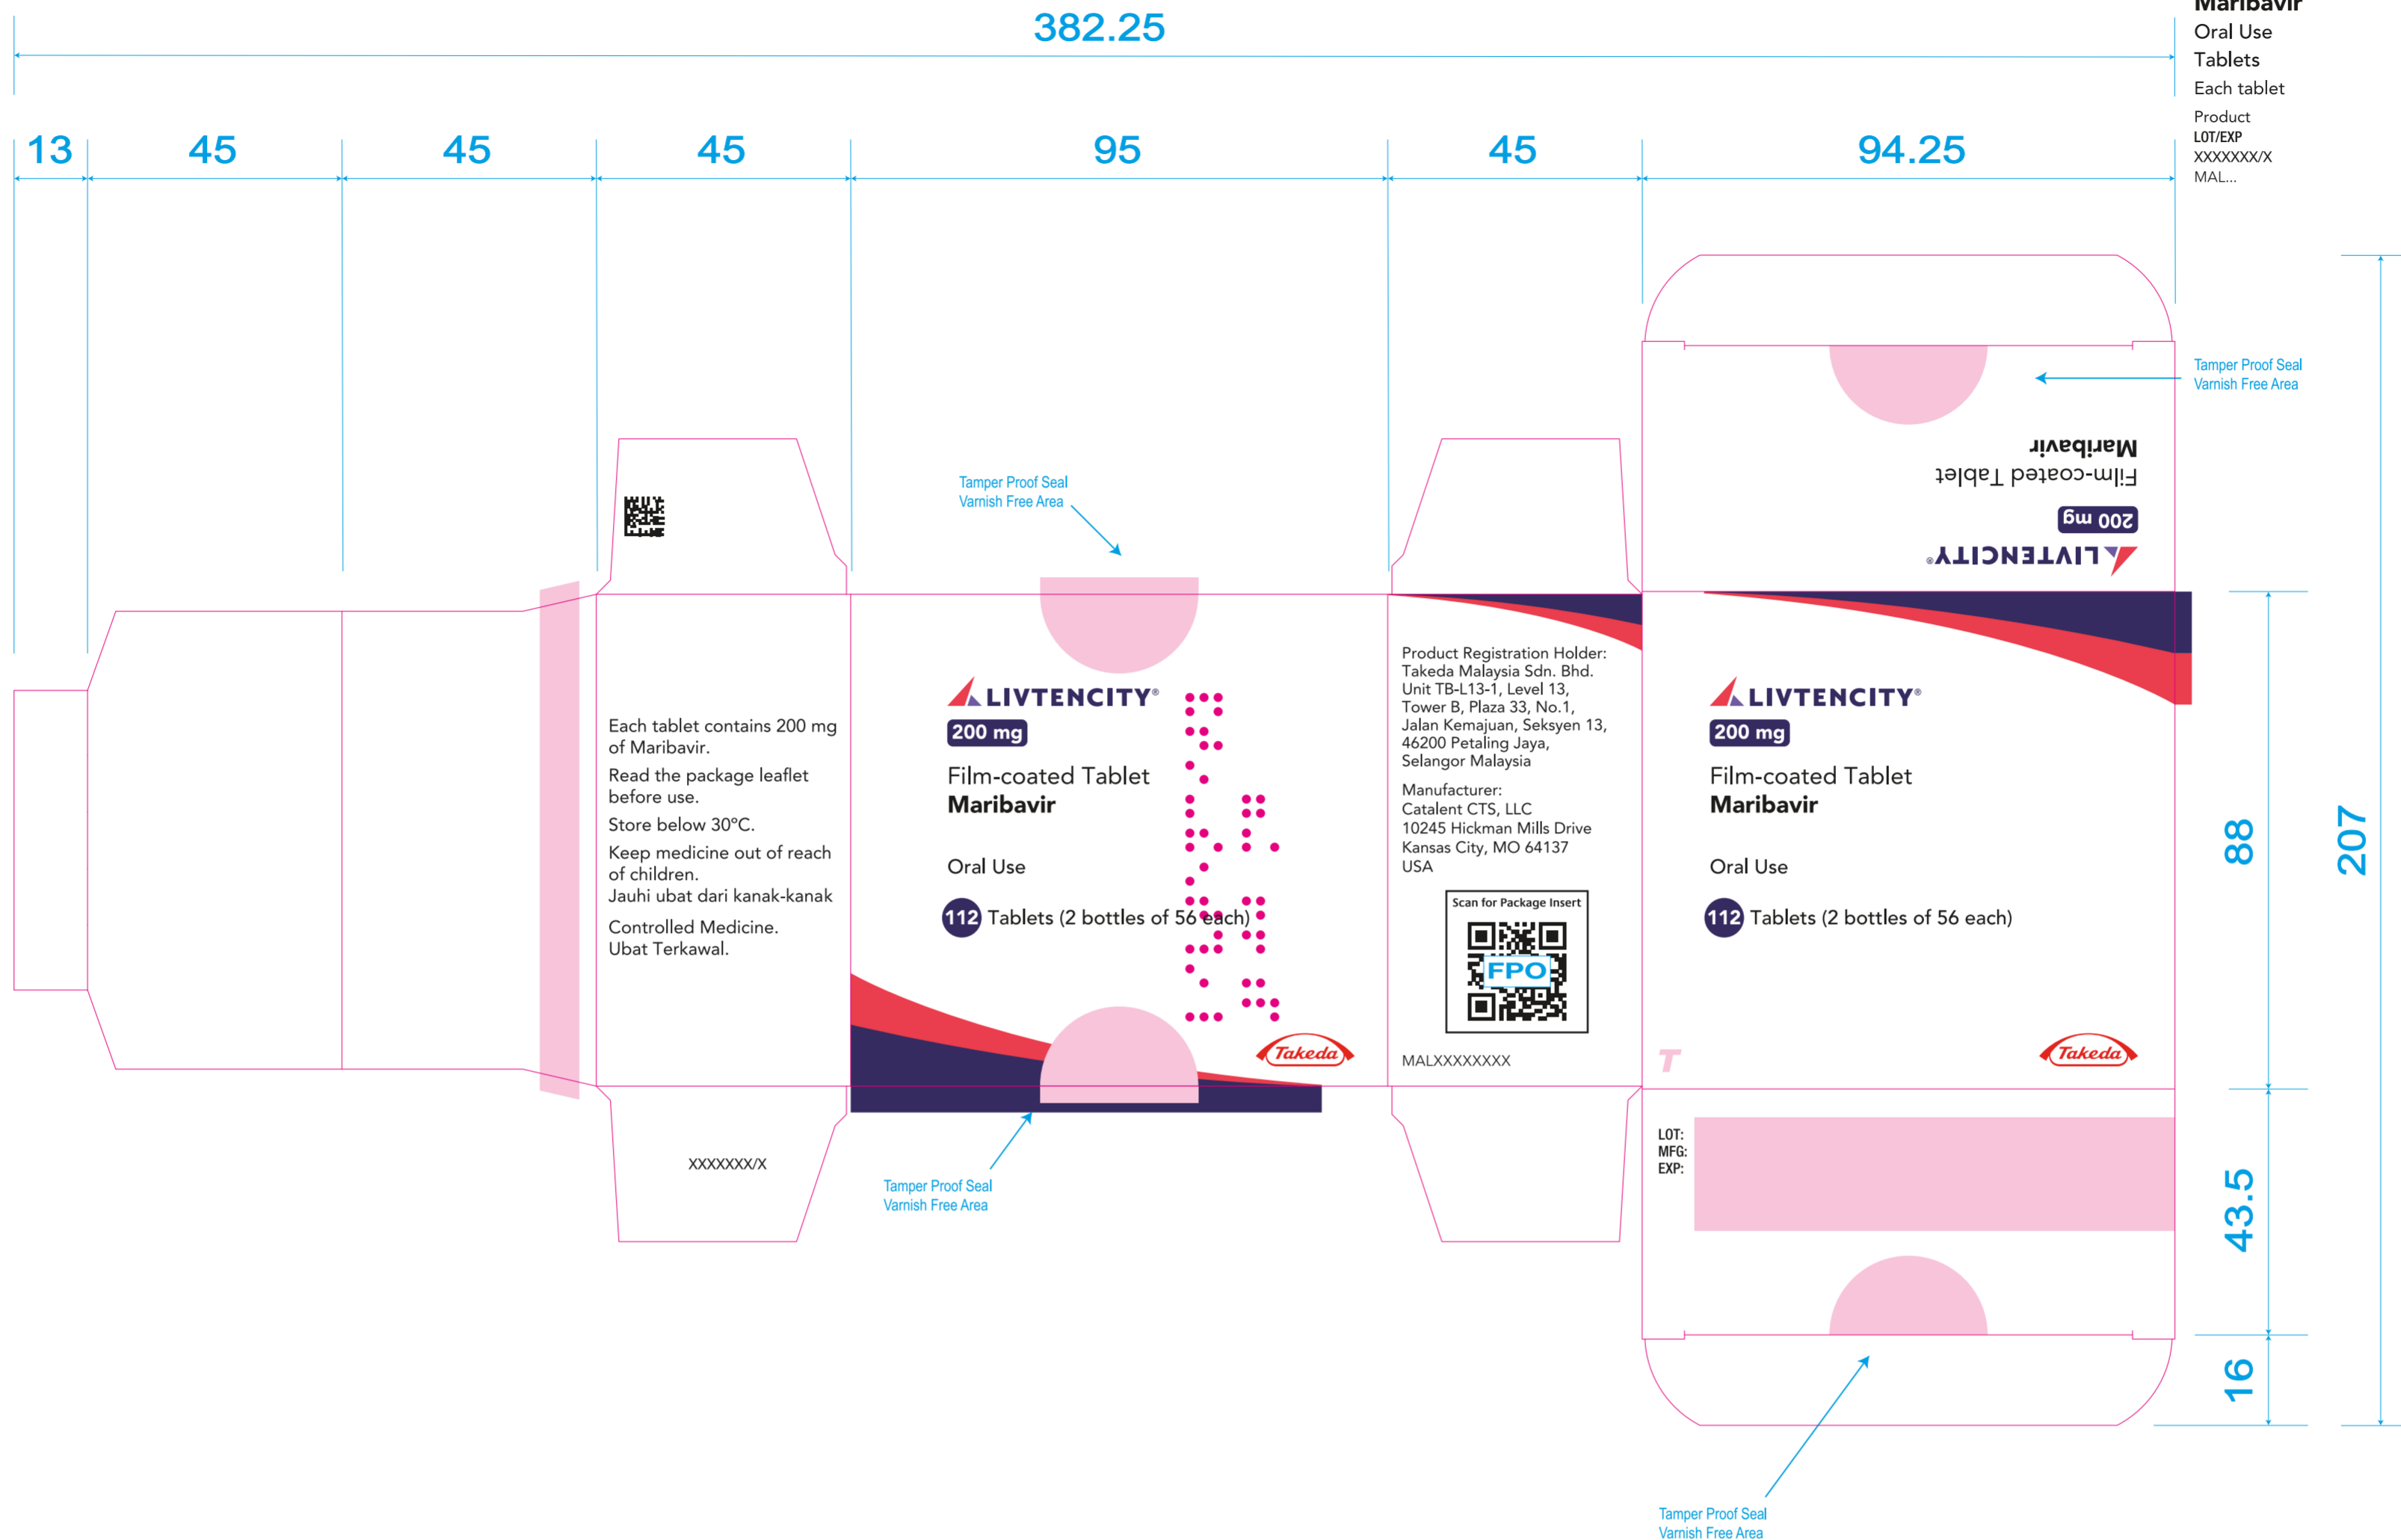 382.25
Maribavir
Oral Use
Tablets
Each tablet
Product
LOT/EXP
XXXXXXX/X
MAL...
13
45
45
45
95
45
94.25
Tamper Proof Seal
Varnish Free Area
Maribavir
Film-coated Tablet
200 mg
LIVTENCITY®
Tamper Proof Seal
Varnish Free Area
Each tablet contains 200 mg
of Maribavir.
Read the package leaflet
before use.
Store below 30°C.
Keep medicine out of reach
of children.
Jauhi ubat dari kanak-kanak
Controlled Medicine.
Ubat Terkawal.
XXXXXXX/X
LIVTENCITY®
200 mg
Film-coated Tablet
Maribavir
Oral Use
112 Tablets (2 bottles of 56 each)
Takeda
Tamper Proof Seal
Varnish Free Area
Product Registration Holder:
Takeda Malaysia Sdn. Bhd.
Unit TB-L13-1, Level 13,
Tower B, Plaza 33, No.1,
Jalan Kemajuan, Seksyen 13,
46200 Petaling Jaya,
Selangor Malaysia
Manufacturer:
Catalent CTS, LLC
10245 Hickman Mills Drive
Kansas City, MO 64137
USA
Scan for Package Insert
FPO
MALXXXXXXXX
LIVTENCITY®
200 mg
Film-coated Tablet
Maribavir
Oral Use
112 Tablets (2 bottles of 56 each)
T
Takeda
LOT:
MFG:
EXP:
88
207
43.5
16
Tamper Proof Seal
Varnish Free Area